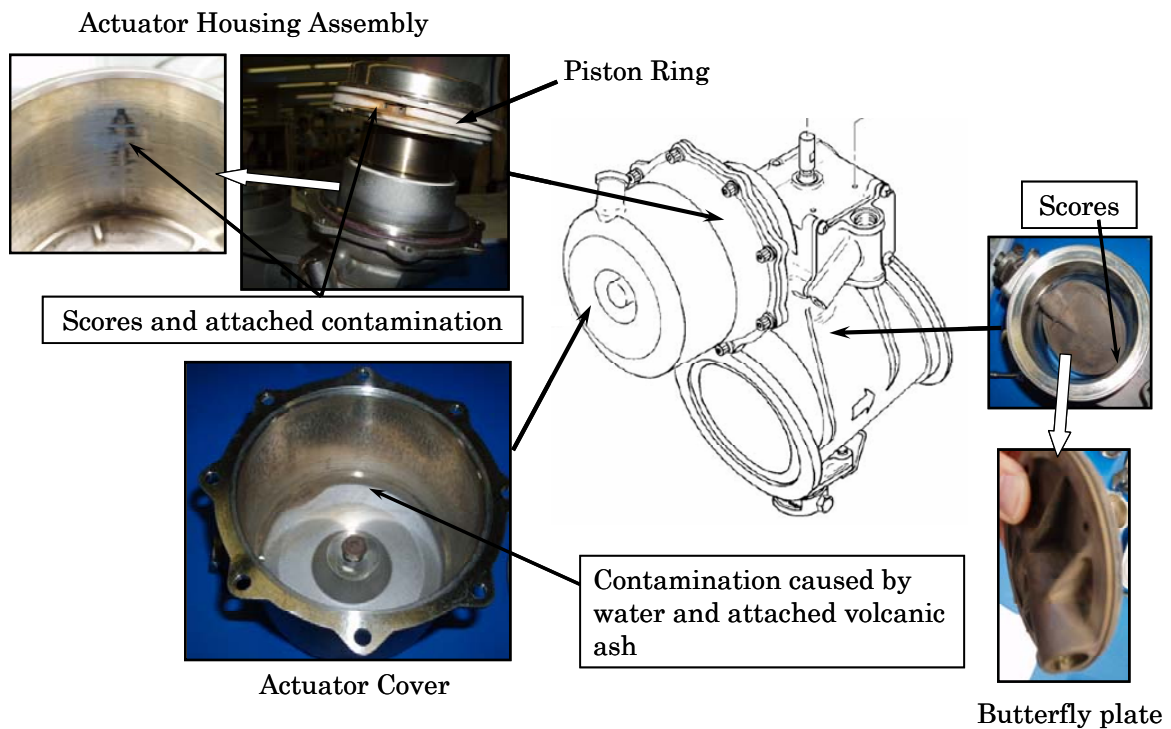 Actuator Housing Assembly
Piston Ring
Scores
Scores and attached contamination
Contamination caused by
water and attached volcanic
ash
Actuator Cover
Butterfly plate